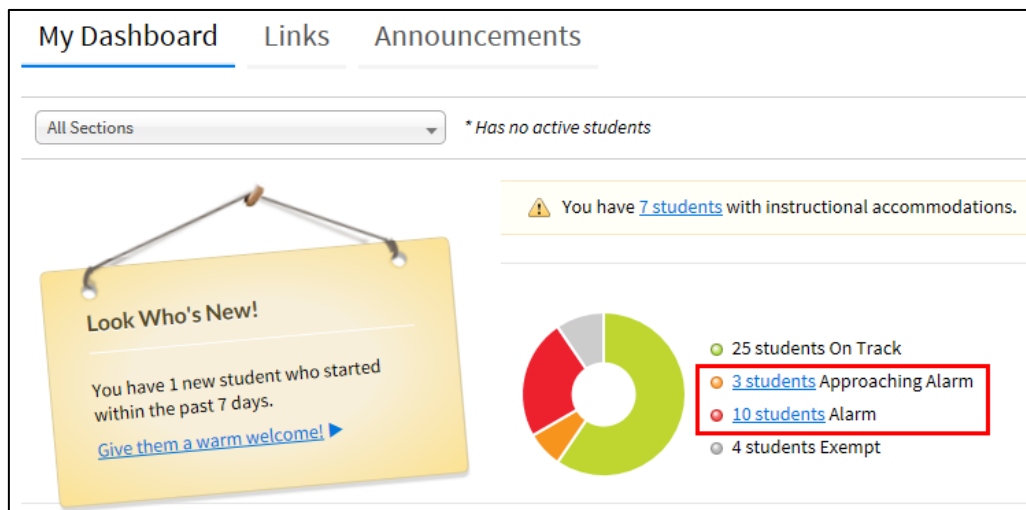 My Dashboard Links Announcements
All Sections * Has no active students
You have 7 students with instructional accommodations.
Look Who's New!
You have 1 new student who started
within the past 7 days.
Give them a warm welcome!
25 students On Track
3 students Approaching Alarm
10 students Alarm
4 students Exempt